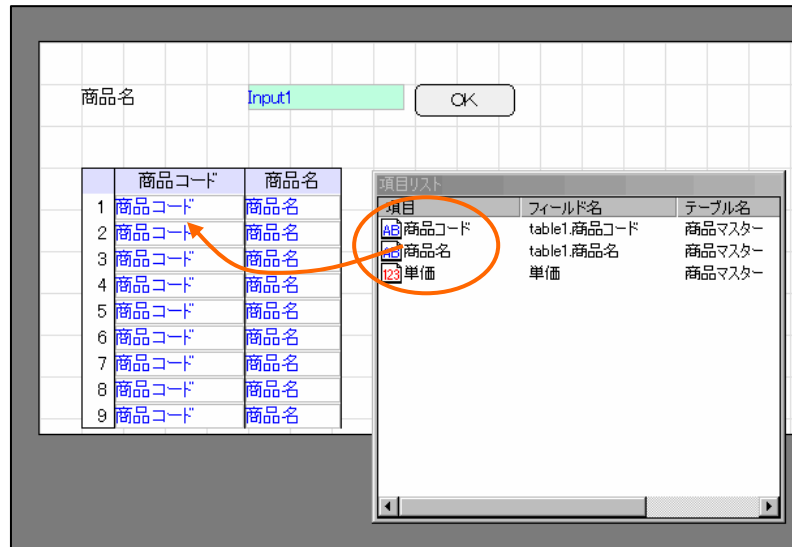 商品名 Input1 OK
商品コード 商品名
1 商品コード 商品名
2 商品コード 商品名
3 商品コード 商品名
4 商品コード 商品名
5 商品コード 商品名
6 商品コード 商品名
7 商品コード 商品名
8 商品コード 商品名
9 商品コード 商品名
項目リスト
項目 フィールド名 テーブル名
AB 商品コード table1.商品コード 商品マスター
AB 商品名 table1.商品名 商品マスター
123 単価 単価 商品マスター